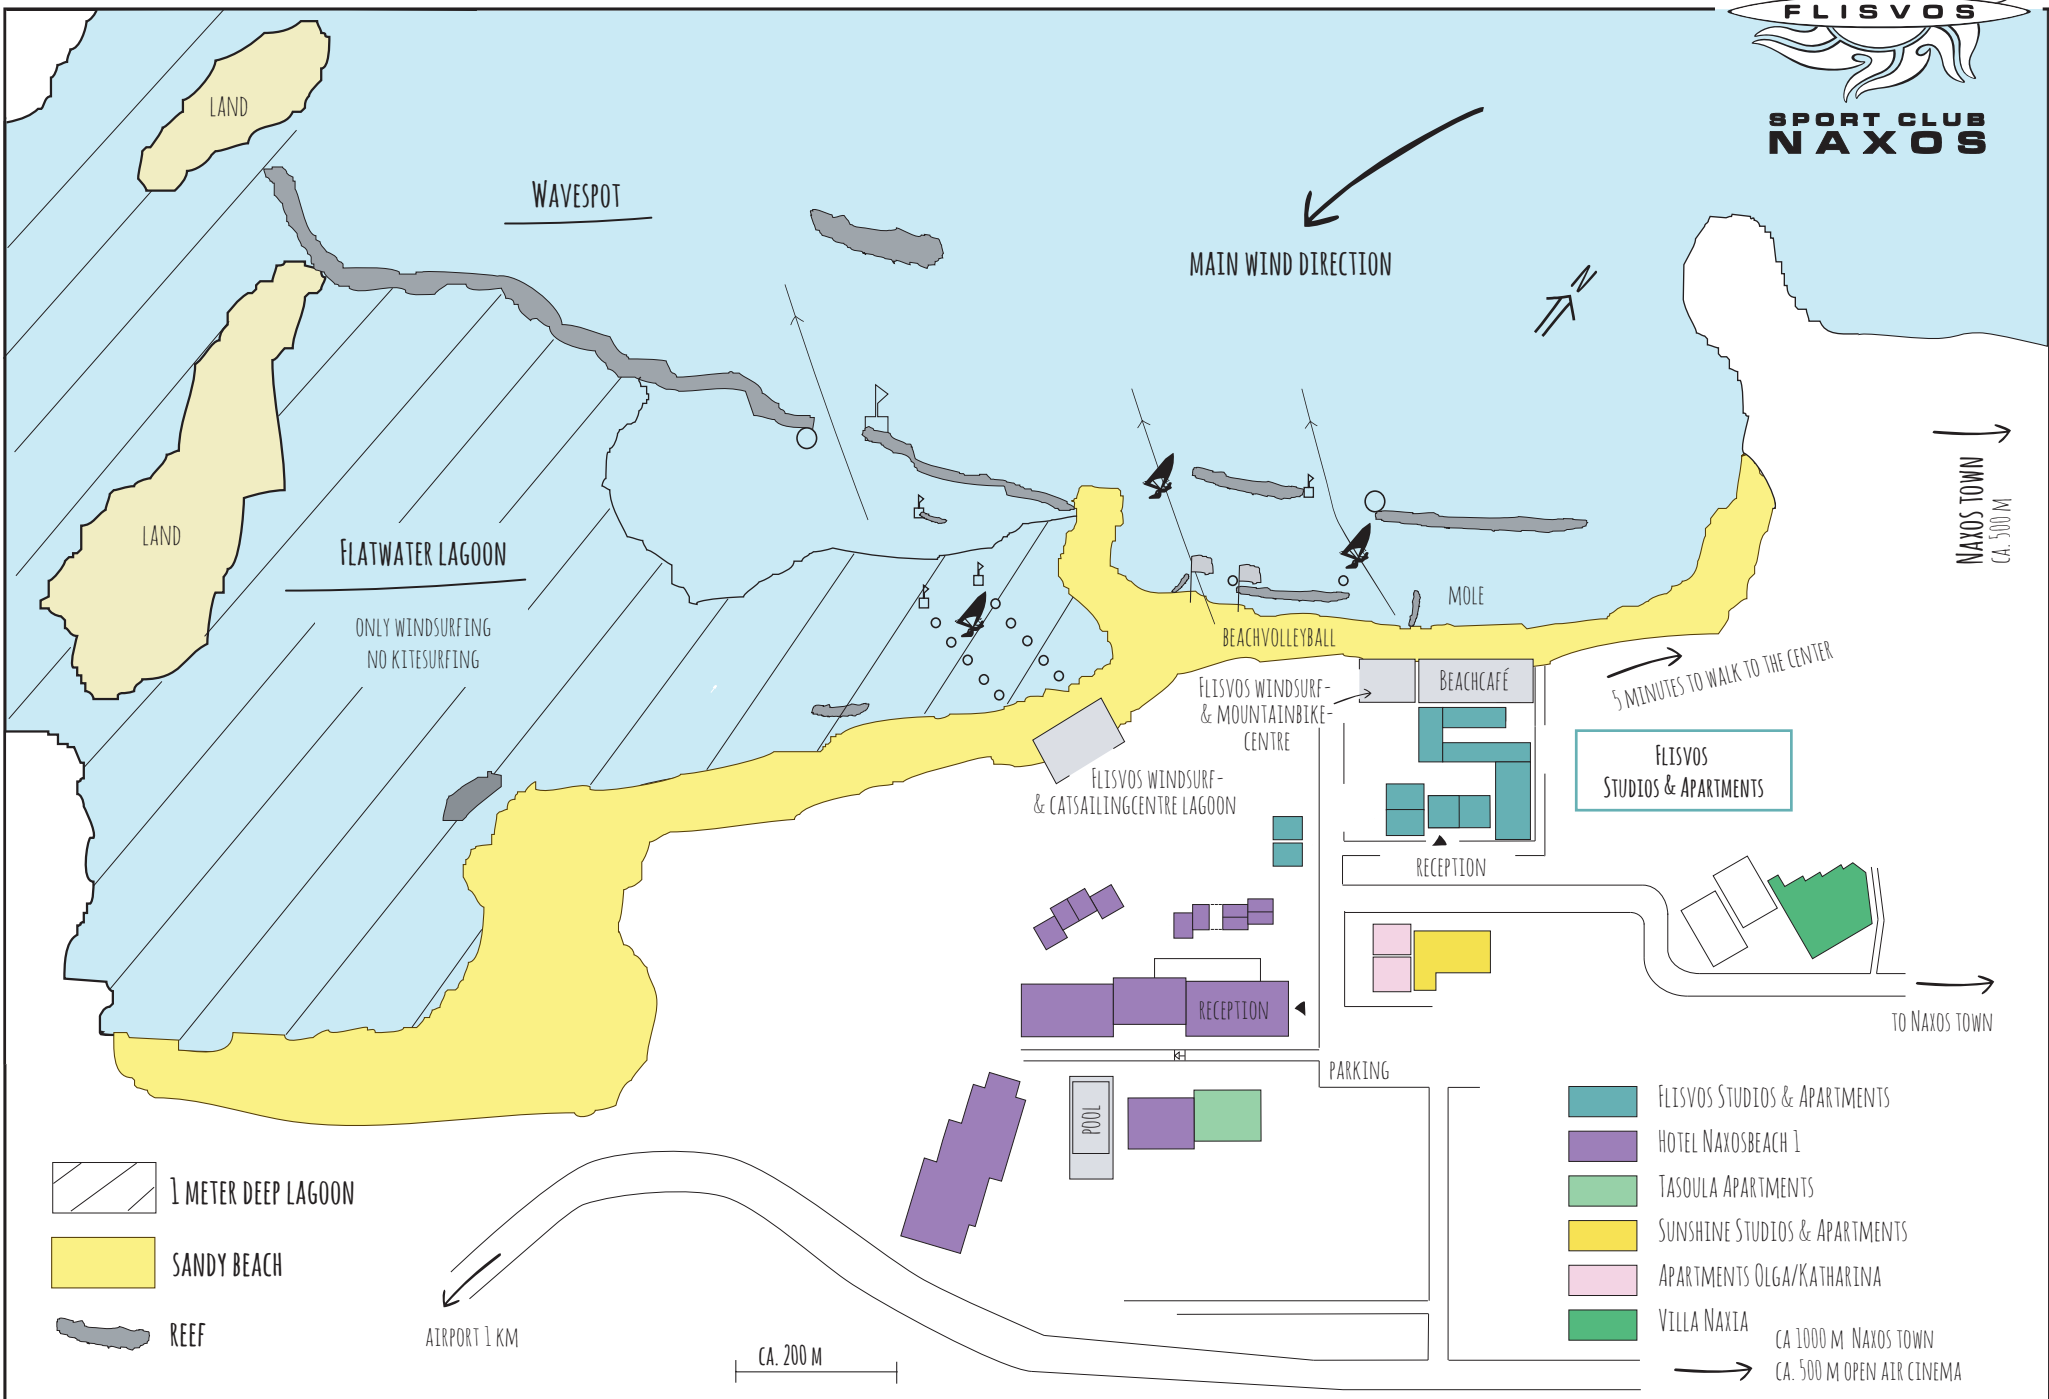 FLISVOS
SPORT CLUB
NAXOS
LAND
WAVESPOT
MAIN WIND DIRECTION
N
NAXOS TOWN
CA. 500 M
LAND
FLATWATER LAGOON
ONLY WINDSURFING
NO KITESURFING
MOLE
BEACHVOLLEYBALL
5 MINUTES TO WALK TO THE CENTER
FLISVOS WINDSURF-
& MOUNTAINBIKE-
CENTRE
BEACHCAFÉ
FLISVOS
STUDIOS & APARTMENTS
FLISVOS WINDSURF-
& CATSAILINGCENTRE LAGOON
RECEPTION
RECEPTION
TO NAXOS TOWN
PARKING
POOL
1 METER DEEP LAGOON
SANDY BEACH
REEF
AIRPORT 1 KM
CA. 200 M
FLISVOS STUDIOS & APARTMENTS
HOTEL NAXOSBEACH 1
TASOULA APARTMENTS
SUNSHINE STUDIOS & APARTMENTS
APARTMENTS OLGA/KATHARINA
VILLA NAXIA
CA 1000 M NAXOS TOWN
CA. 500 M OPEN AIR CINEMA